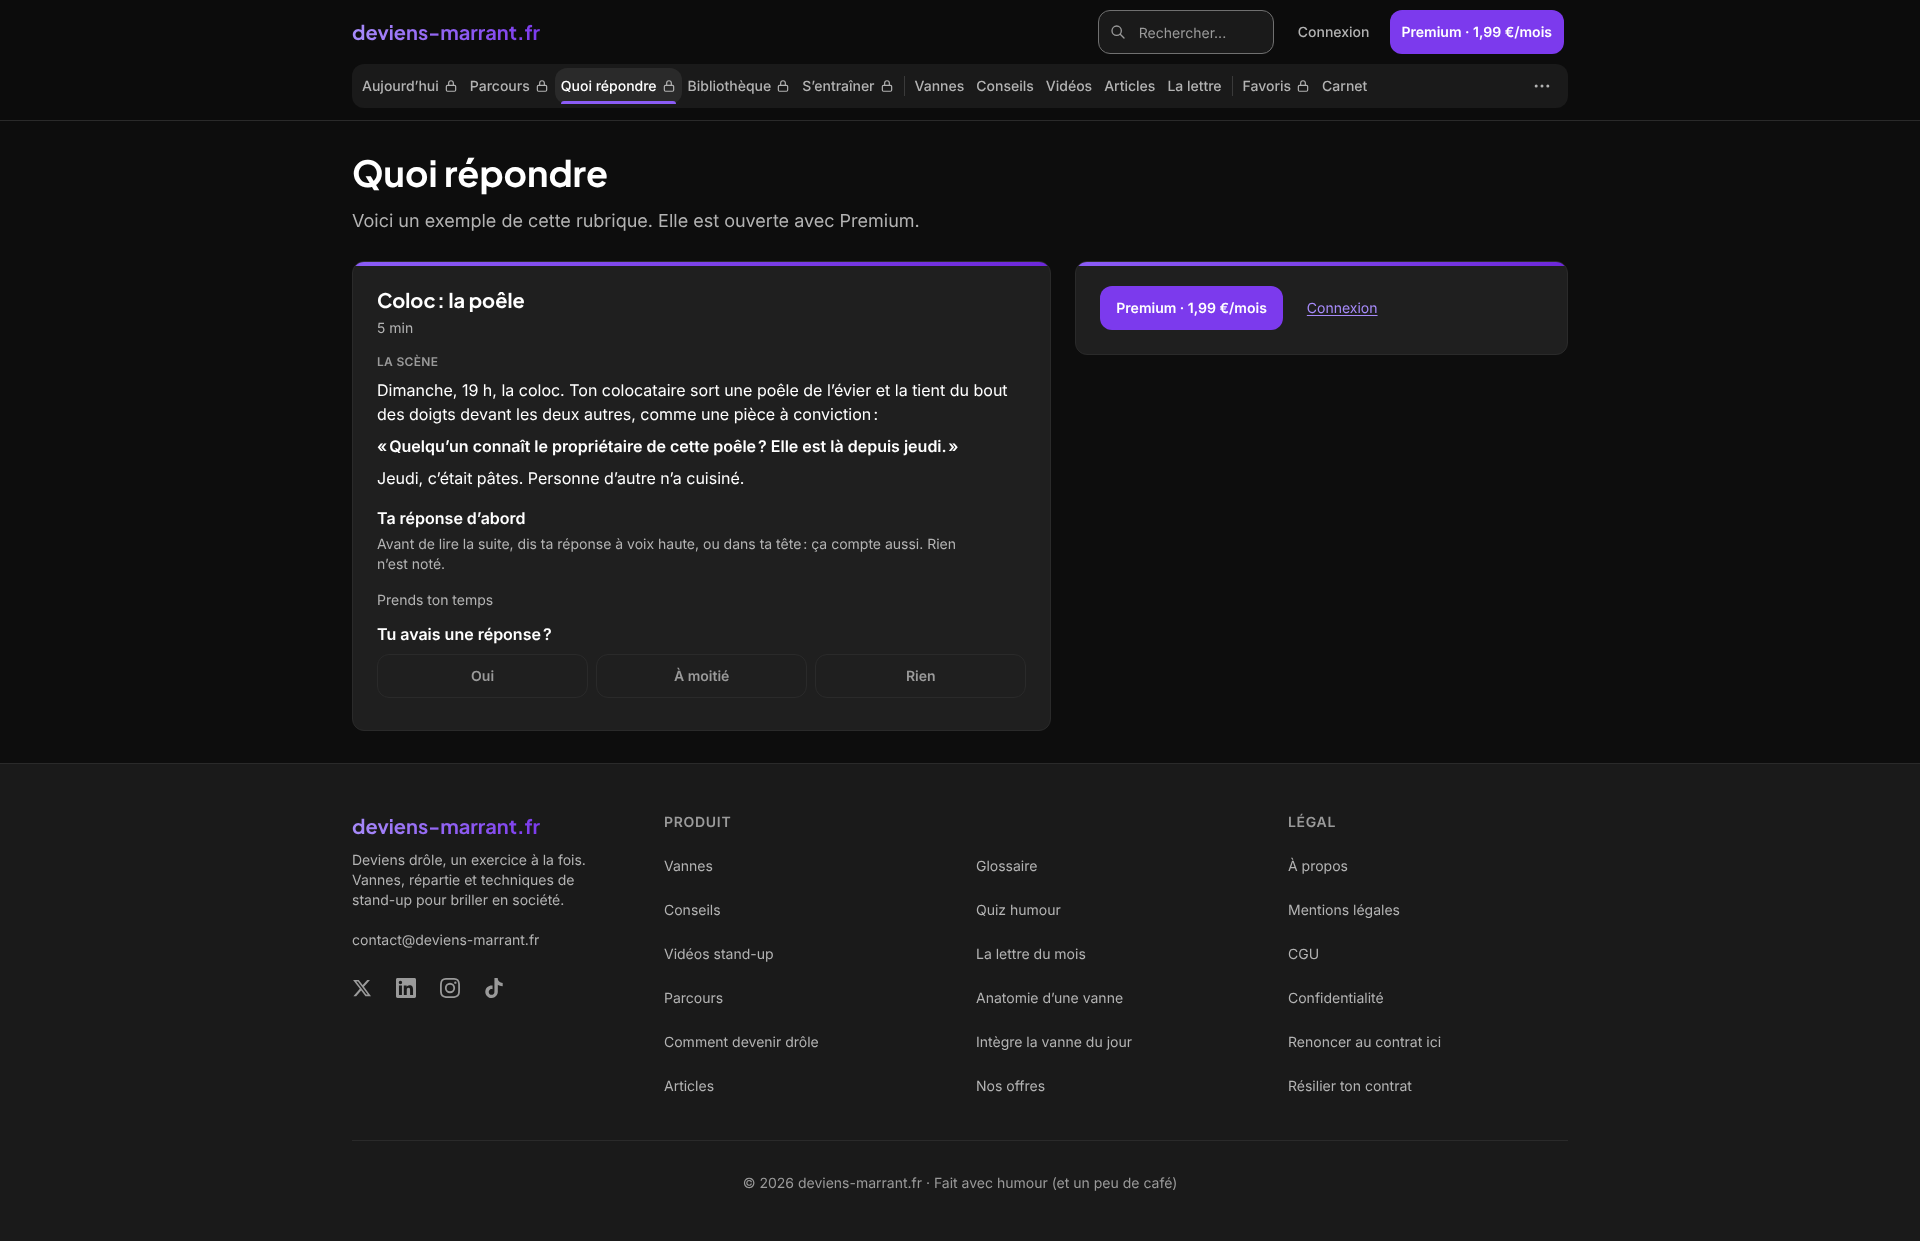 deviens-marrant.fr
Rechercher...
Connexion
Premium · 1,99 €/mois
Aujourd’hui
Parcours
Quoi répondre
Bibliothèque
S’entraîner
Vannes
Conseils
Vidéos
Articles
La lettre
Favoris
Carnet
Quoi répondre
Voici un exemple de cette rubrique. Elle est ouverte avec Premium.
Coloc : la poêle
5 min
LA SCÈNE
Dimanche, 19 h, la coloc. Ton colocataire sort une poêle de l’évier et la tient du bout
des doigts devant les deux autres, comme une pièce à conviction :
« Quelqu’un connaît le propriétaire de cette poêle ? Elle est là depuis jeudi. »
Jeudi, c’était pâtes. Personne d’autre n’a cuisiné.
Ta réponse d’abord
Avant de lire la suite, dis ta réponse à voix haute, ou dans ta tête : ça compte aussi. Rien
n’est noté.
Prends ton temps
Tu avais une réponse ?
Oui
À moitié
Rien
Premium · 1,99 €/mois
Connexion
deviens-marrant.fr
Deviens drôle, un exercice à la fois.
Vannes, répartie et techniques de
stand-up pour briller en société.
contact@deviens-marrant.fr
PRODUIT
Vannes
Conseils
Vidéos stand-up
Parcours
Comment devenir drôle
Articles
Glossaire
Quiz humour
La lettre du mois
Anatomie d’une vanne
Intègre la vanne du jour
Nos offres
LÉGAL
À propos
Mentions légales
CGU
Confidentialité
Renoncer au contrat ici
Résilier ton contrat
© 2026 deviens-marrant.fr · Fait avec humour (et un peu de café)